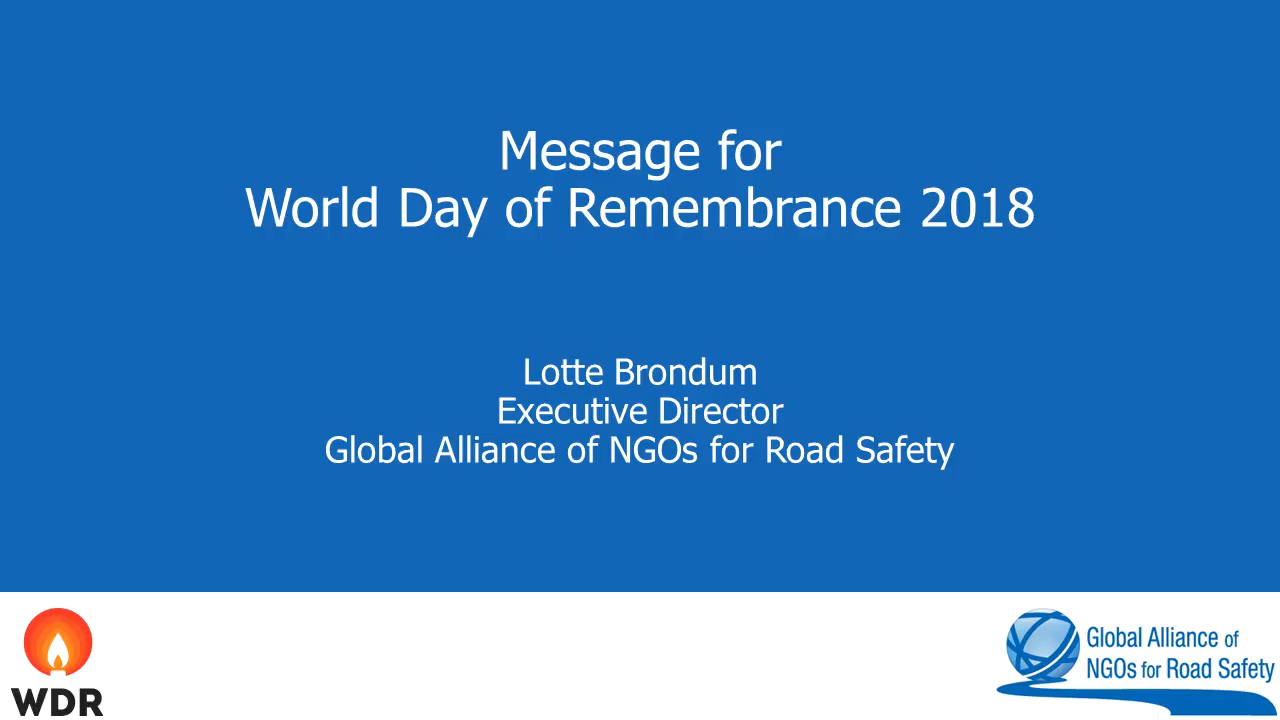 Message for
World Day of Remembrance 2018
Lotte Brondum
Executive Director
Global Alliance of NGOs for Road Safety
WDR
Global Alliance of
NGOs for Road Safety